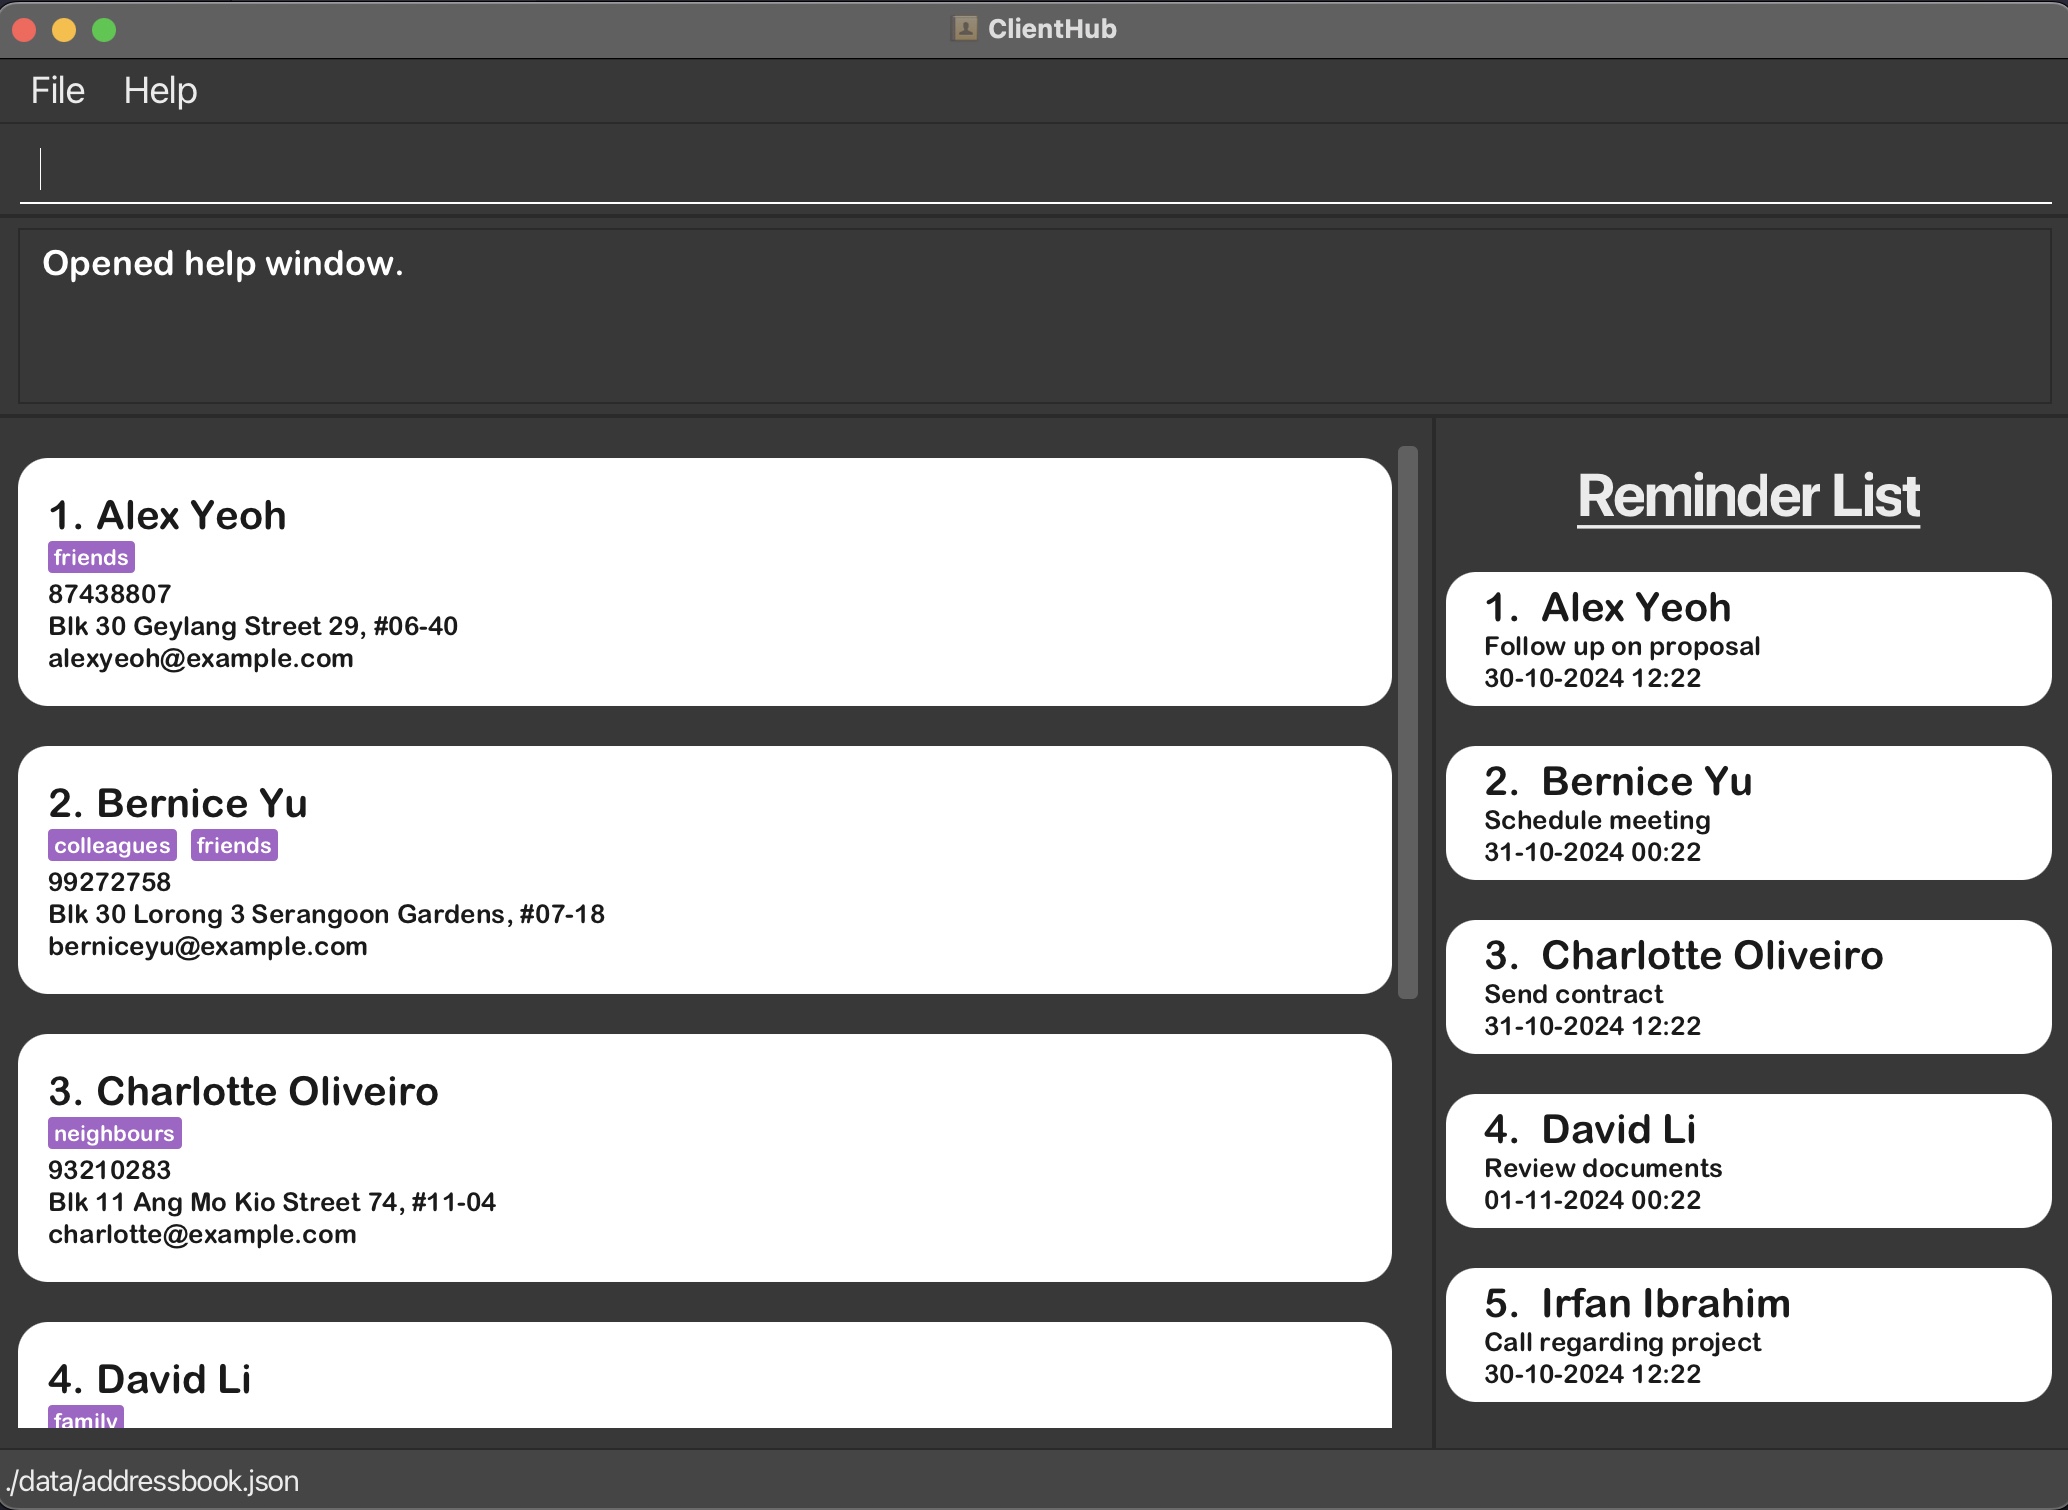 ClientHub
File Help
Opened help window.
1. Alex Yeoh
friends
87438807
Blk 30 Geylang Street 29, #06-40
alexyeoh@example.com
2. Bernice Yu
colleagues friends
99272758
Blk 30 Lorong 3 Serangoon Gardens, #07-18
berniceyu@example.com
3. Charlotte Oliveiro
neighbours
93210283
Blk 11 Ang Mo Kio Street 74, #11-04
charlotte@example.com
4. David Li
family
Reminder List
1. Alex Yeoh
Follow up on proposal
30-10-2024 12:22
2. Bernice Yu
Schedule meeting
31-10-2024 00:22
3. Charlotte Oliveiro
Send contract
31-10-2024 12:22
4. David Li
Review documents
01-11-2024 00:22
5. Irfan Ibrahim
Call regarding project
30-10-2024 12:22
./data/addressbook.json